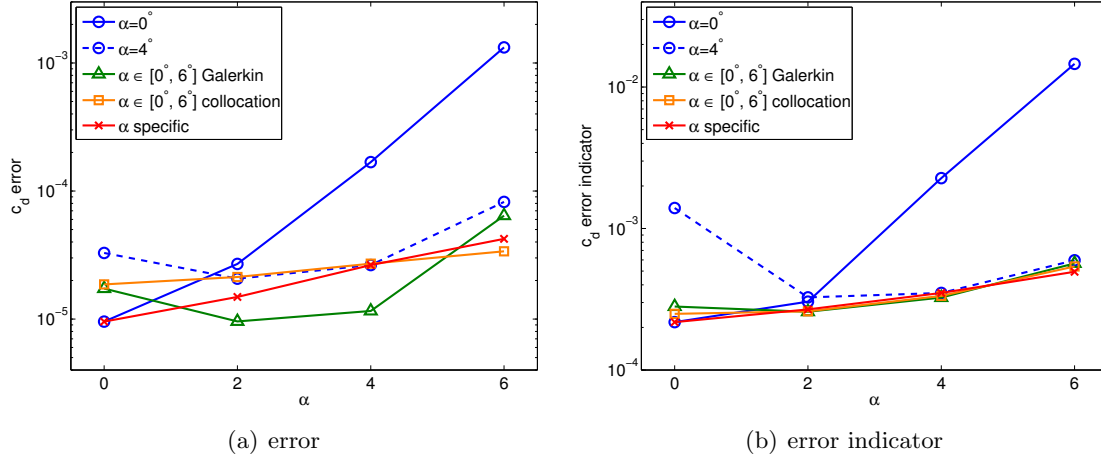 α=0°
α=4°
α ∈ [0°, 6°] Galerkin
α ∈ [0°, 6°] collocation
α specific
10⁻³
10⁻⁴
10⁻⁵
c_d error
0 2 4 6
α
(a) error
α=0°
α=4°
α ∈ [0°, 6°] Galerkin
α ∈ [0°, 6°] collocation
α specific
10⁻²
10⁻³
10⁻⁴
c_d error indicator
0 2 4 6
α
(b) error indicator